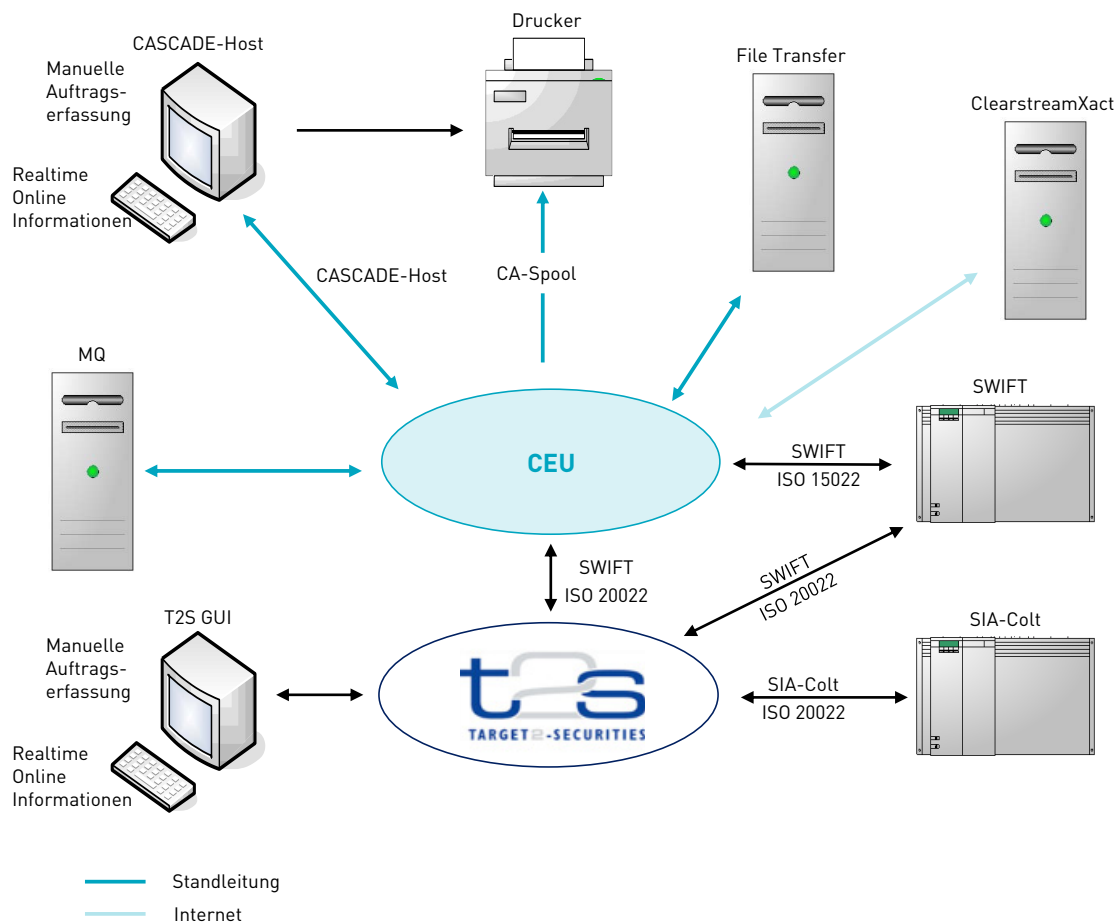 Drucker
CASCADE-Host
Manuelle
Auftrags-
erfassung
File Transfer
ClearstreamXact
Realtime
Online
Informationen
CASCADE-Host
CA-Spool
MQ
SWIFT
CEU
SWIFT
ISO 15022
SWIFT
ISO 20022
SWIFT
ISO 20022
T2S GUI
Manuelle
Auftrags-
erfassung
SIA-Colt
t2s
TARGET2-SECURITIES
SIA-Colt
ISO 20022
Realtime
Online
Informationen
Standleitung
Internet